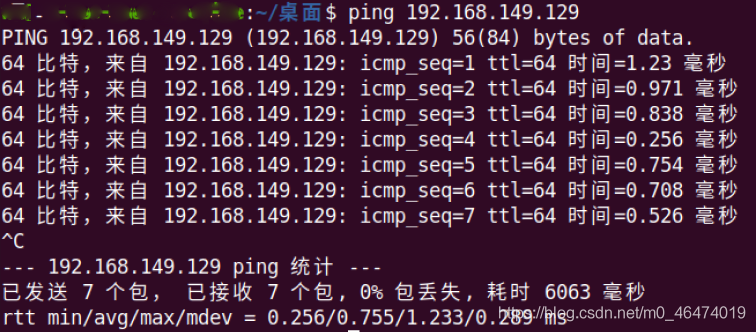 :~/桌面$ ping 192.168.149.129
PING 192.168.149.129 (192.168.149.129) 56(84) bytes of data.
64 比特，来自 192.168.149.129: icmp_seq=1 ttl=64 时间=1.23 毫秒
64 比特，来自 192.168.149.129: icmp_seq=2 ttl=64 时间=0.971 毫秒
64 比特，来自 192.168.149.129: icmp_seq=3 ttl=64 时间=0.838 毫秒
64 比特，来自 192.168.149.129: icmp_seq=4 ttl=64 时间=0.256 毫秒
64 比特，来自 192.168.149.129: icmp_seq=5 ttl=64 时间=0.754 毫秒
64 比特，来自 192.168.149.129: icmp_seq=6 ttl=64 时间=0.708 毫秒
64 比特，来自 192.168.149.129: icmp_seq=7 ttl=64 时间=0.526 毫秒
^C
--- 192.168.149.129 ping 统计 ---
已发送 7 个包， 已接收 7 个包, 0% 包丢失, 耗时 6063 毫秒
rtt min/avg/max/mdev = 0.256/0.755/1.233/0.289 ms
https://blog.csdn.net/m0_46474019